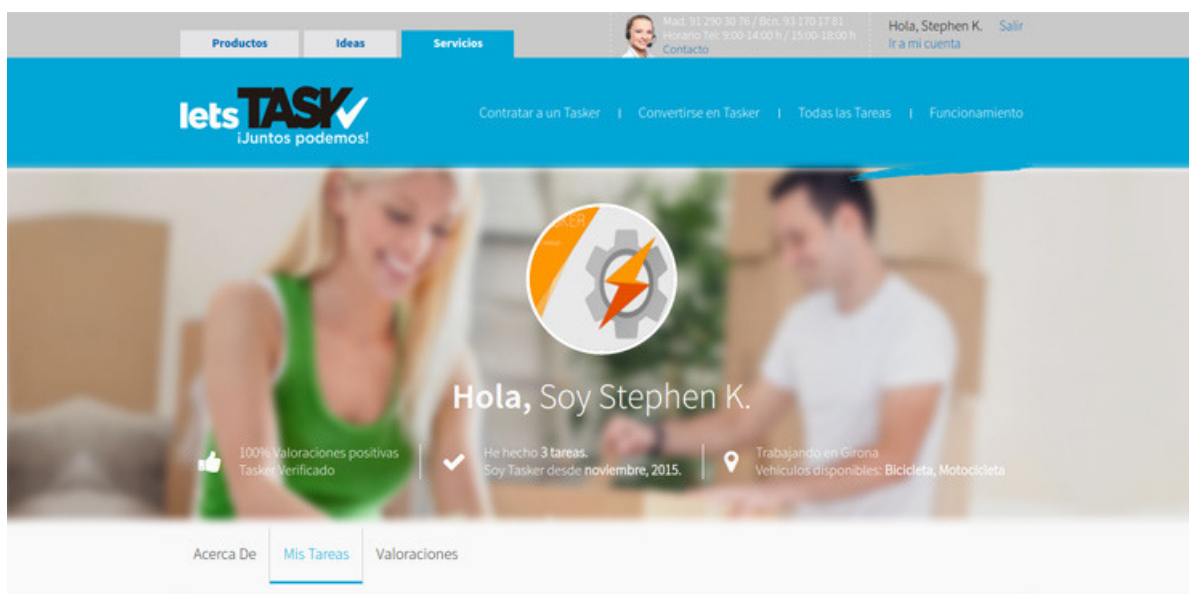 Productos
Ideas
Servicios
Mad. 91 290 30 76 / Bcn. 93 170 17 81
Horario Tel: 9:00-14:00 h / 15:00-18:00 h
Contacto
Hola, Stephen K. Salir
Ir a mi cuenta
letsTASK
¡Juntos podemos!
Contratar a un Tasker | Convertirse en Tasker | Todas las Tareas | Funcionamiento
Hola, Soy Stephen K.
100% Valoraciones positivas
Tasker Verificado
He hecho 3 tareas.
Soy Tasker desde noviembre, 2015.
Trabajando en Girona
Vehiculos disponibles: Bicicleta, Motocicleta
Acerca De
Mis Tareas
Valoraciones